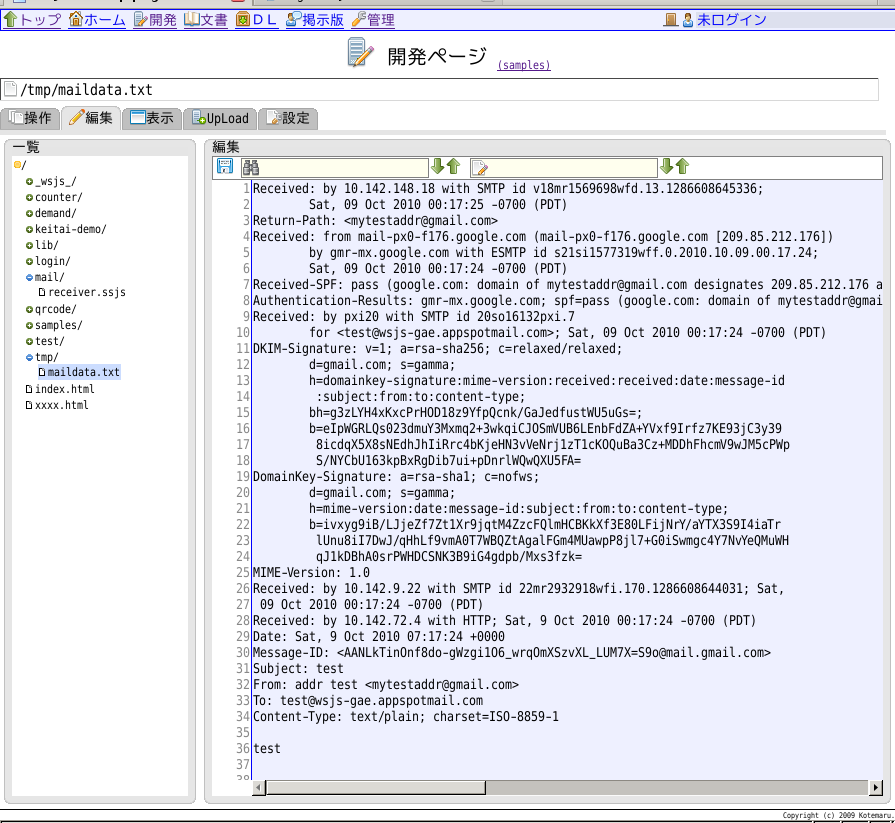 トップ ホーム 開発 文書 ＤＬ 掲示版 管理 未ログイン
開発ページ (samples)
/tmp/maildata.txt
操作 編集 表示 UpLoad 設定
一覧
/
_wsjs_/
counter/
demand/
keitai-demo/
lib/
login/
mail/
receiver.ssjs
qrcode/
samples/
test/
tmp/
maildata.txt
index.html
xxxx.html
編集
1 Received: by 10.142.148.18 with SMTP id v18mr1569698wfd.13.1286608645336;
2 Sat, 09 Oct 2010 00:17:25 -0700 (PDT)
3 Return-Path: <mytestaddr@gmail.com>
4 Received: from mail-px0-f176.google.com (mail-px0-f176.google.com [209.85.212.176])
5 by gmr-mx.google.com with ESMTP id s21si1577319wff.0.2010.10.09.00.17.24;
6 Sat, 09 Oct 2010 00:17:24 -0700 (PDT)
7 Received-SPF: pass (google.com: domain of mytestaddr@gmail.com designates 209.85.212.176 a
8 Authentication-Results: gmr-mx.google.com; spf=pass (google.com: domain of mytestaddr@gmai
9 Received: by pxi20 with SMTP id 20so16132pxi.7
10 for <test@wsjs-gae.appspotmail.com>; Sat, 09 Oct 2010 00:17:24 -0700 (PDT)
11 DKIM-Signature: v=1; a=rsa-sha256; c=relaxed/relaxed;
12 d=gmail.com; s=gamma;
13 h=domainkey-signature:mime-version:received:received:date:message-id
14 :subject:from:to:content-type;
15 bh=g3zLYH4xKxcPrHOD18z9YfpQcnk/GaJedfustWU5uGs=;
16 b=eIpWGRLQs023dmuY3Mxmq2+3wkqiCJOSmVUB6LEnbFdZA+YVxf9Irfz7KE93jC3y39
17 8icdqX5X8sNEdhJhIiRrc4bKjeHN3vVeNrj1zT1cKOQuBa3Cz+MDDhFhcmV9wJM5cPWp
18 S/NYCbU163kpBxRgDib7ui+pDnrlWQwQXU5FA=
19 DomainKey-Signature: a=rsa-sha1; c=nofws;
20 d=gmail.com; s=gamma;
21 h=mime-version:date:message-id:subject:from:to:content-type;
22 b=ivxyg9iB/LJjeZf7Zt1Xr9jqtM4ZzcFQlmHCBKkXf3E80LFijNrY/aYTX3S9I4iaTr
23 lUnu8iI7DwJ/qHhLf9vmA0T7WBQZtAgalFGm4MUawpP8jl7+G0iSwmgc4Y7NvYeQMuWH
24 qJ1kDBhA0srPWHDCSNK3B9iG4gdpb/Mxs3fzk=
25 MIME-Version: 1.0
26 Received: by 10.142.9.22 with SMTP id 22mr2932918wfi.170.1286608644031; Sat,
27 09 Oct 2010 00:17:24 -0700 (PDT)
28 Received: by 10.142.72.4 with HTTP; Sat, 9 Oct 2010 00:17:24 -0700 (PDT)
29 Date: Sat, 9 Oct 2010 07:17:24 +0000
30 Message-ID: <AANLkTinOnf8do-gWzgi1O6_wrqOmXSzvXL_LUM7X=S9o@mail.gmail.com>
31 Subject: test
32 From: addr test <mytestaddr@gmail.com>
33 To: test@wsjs-gae.appspotmail.com
34 Content-Type: text/plain; charset=ISO-8859-1
35
36 test
37
38
Copyright (c) 2009 Kotemaru.